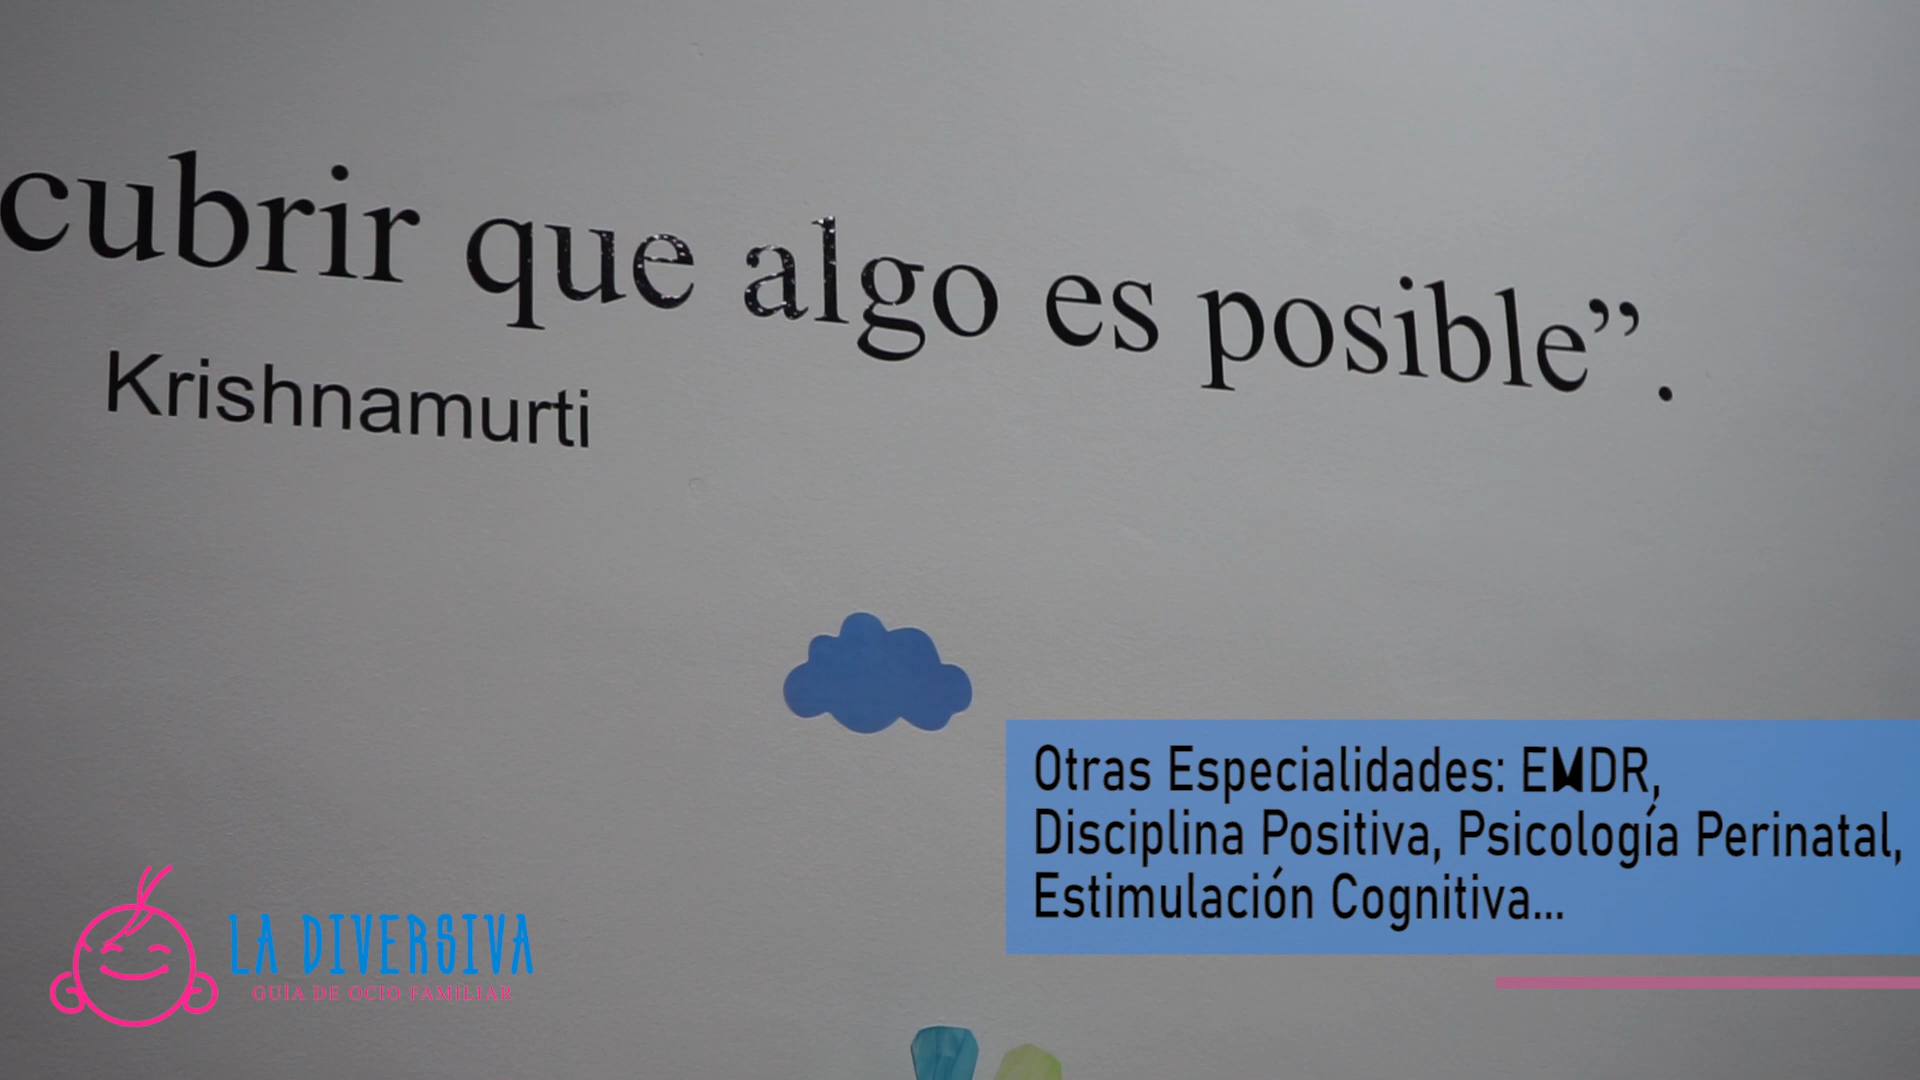 cubrir que algo es posible”.
Krishnamurti
Otras Especialidades: EMDR,
Disciplina Positiva, Psicología Perinatal,
Estimulación Cognitiva...
LA DIVERSIVA
GUÍA DE OCIO FAMILIAR